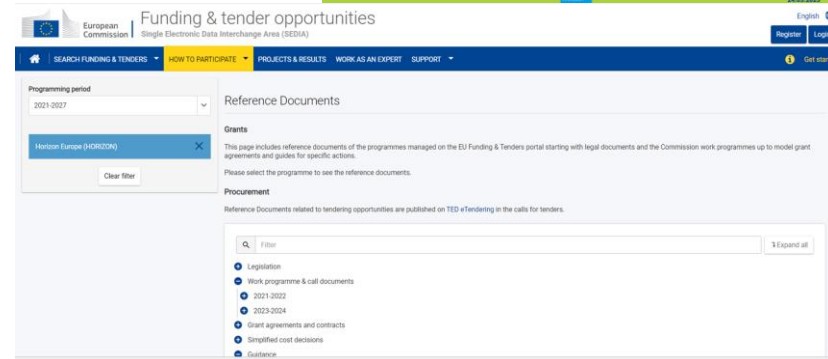 European
Commission
Funding & tender opportunities
Single Electronic Data Interchange Area (SEDIA)
English
Register
SEARCH FUNDING & TENDERS
HOW TO PARTICIPATE
PROJECTS & RESULTS
WORK AS AN EXPERT
SUPPORT
Programming period
2021-2027
Horizon Europe (HORIZON)
Clear filter
Reference Documents
Grants
This page includes reference documents of the programmes managed on the EU Funding & Tenders portal starting with legal documents and the Commission work programmes up to model grant
agreements and guides for specific actions.
Please select the programme to see the reference documents.
Procurement
Reference Documents related to tendering opportunities are published on TED eTendering in the calls for tenders.
Filter
Expand all
Legislation
Work programme & call documents
2021-2022
2023-2024
Grant agreements and contracts
Simplified cost decisions
Guidance